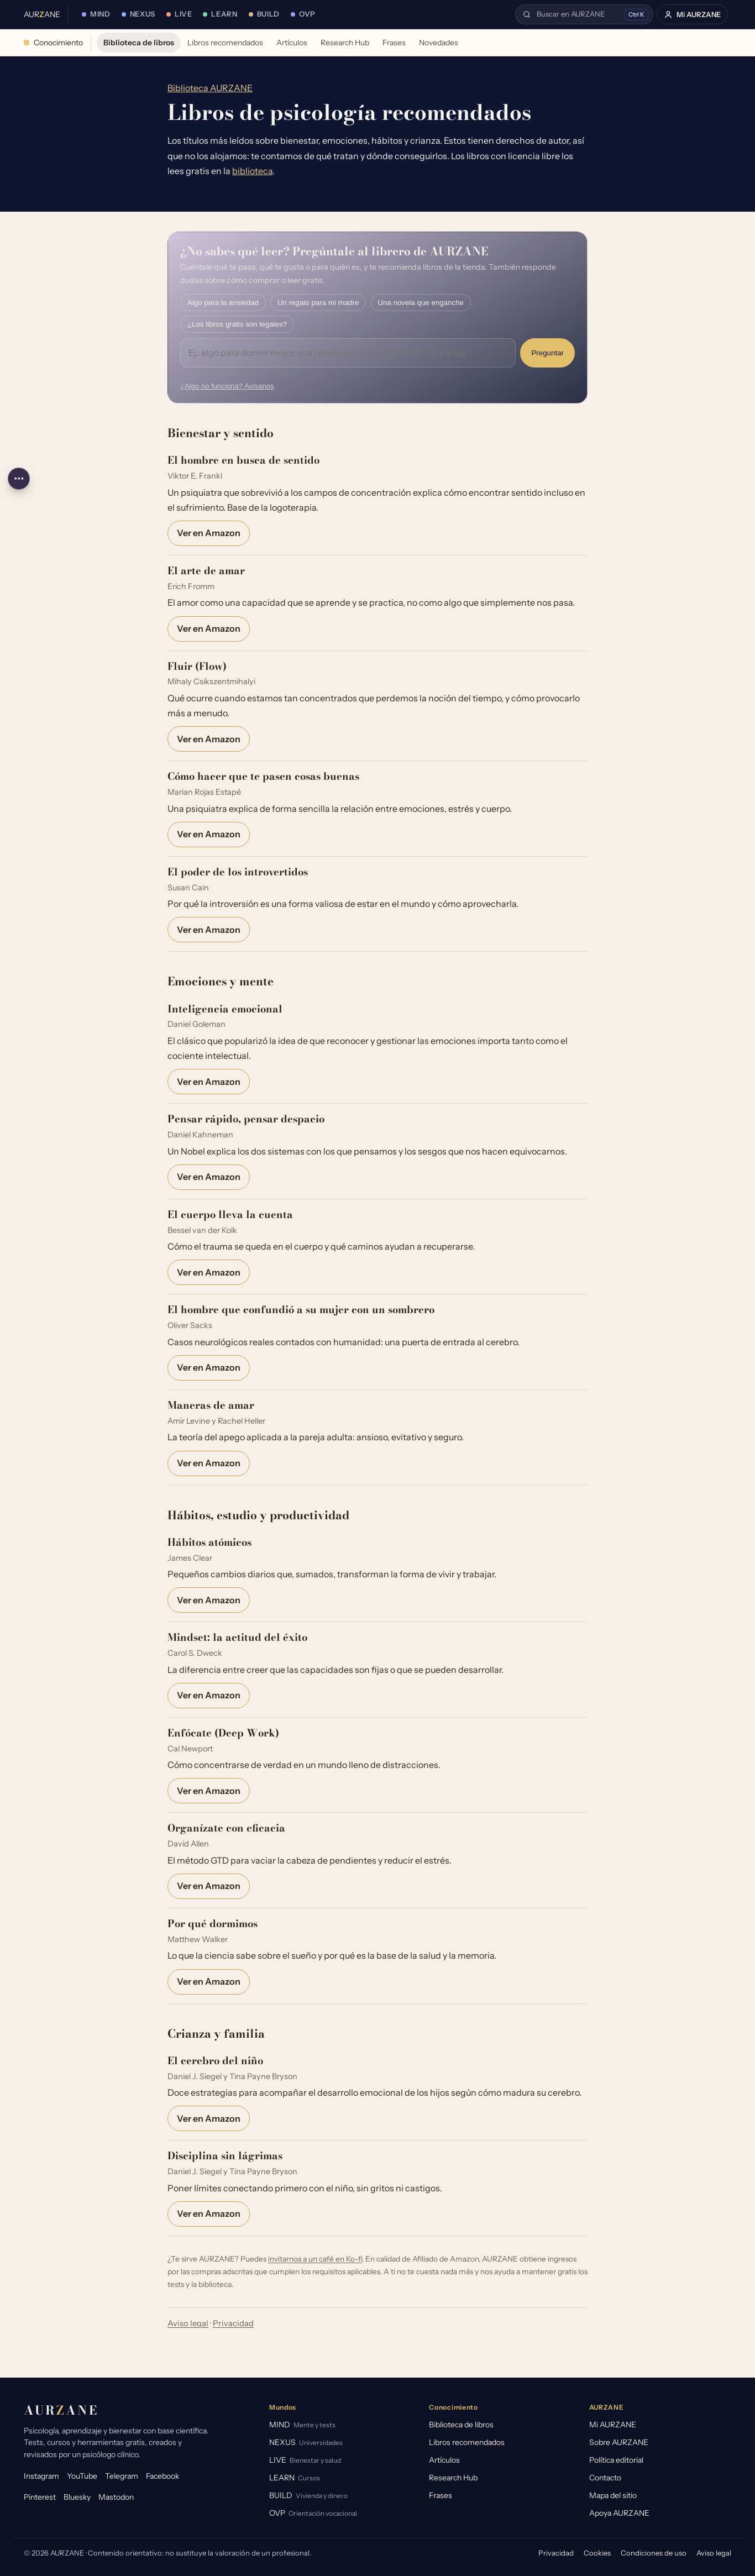 AURZANE
MIND
NEXUS
LIVE
LEARN
BUILD
OVP
Buscar en AURZANE
Ctrl K
Mi AURZANE
Conocimiento
Biblioteca de libros
Libros recomendados
Artículos
Research Hub
Frases
Novedades
Biblioteca AURZANE
Libros de psicología recomendados
Los títulos más leídos sobre bienestar, emociones, hábitos y crianza. Estos tienen derechos de autor, así
que no los alojamos: te contamos de qué tratan y dónde conseguirlos. Los libros con licencia libre los
lees gratis en la biblioteca.
¿No sabes qué leer? Pregúntale al librero de AURZANE
Cuéntale qué te pasa, qué te gusta o para quién es, y te recomienda libros de la tienda. También responde
dudas sobre cómo comprar o leer gratis.
Algo para la ansiedad
Un regalo para mi madre
Una novela que enganche
¿Los libros gratis son legales?
Ej: algo para dormir mejor, una novela
Preguntar
¿Algo no funciona? Avísanos
Bienestar y sentido
El hombre en busca de sentido
Viktor E. Frankl
Un psiquiatra que sobrevivió a los campos de concentración explica cómo encontrar sentido incluso en
el sufrimiento. Base de la logoterapia.
Ver en Amazon
El arte de amar
Erich Fromm
El amor como una capacidad que se aprende y se practica, no como algo que simplemente nos pasa.
Ver en Amazon
Fluir (Flow)
Mihaly Csikszentmihalyi
Qué ocurre cuando estamos tan concentrados que perdemos la noción del tiempo, y cómo provocarlo
más a menudo.
Ver en Amazon
Cómo hacer que te pasen cosas buenas
Marian Rojas Estapé
Una psiquiatra explica de forma sencilla la relación entre emociones, estrés y cuerpo.
Ver en Amazon
El poder de los introvertidos
Susan Cain
Por qué la introversión es una forma valiosa de estar en el mundo y cómo aprovecharla.
Ver en Amazon
Emociones y mente
Inteligencia emocional
Daniel Goleman
El clásico que popularizó la idea de que reconocer y gestionar las emociones importa tanto como el
cociente intelectual.
Ver en Amazon
Pensar rápido, pensar despacio
Daniel Kahneman
Un Nobel explica los dos sistemas con los que pensamos y los sesgos que nos hacen equivocarnos.
Ver en Amazon
El cuerpo lleva la cuenta
Bessel van der Kolk
Cómo el trauma se queda en el cuerpo y qué caminos ayudan a recuperarse.
Ver en Amazon
El hombre que confundió a su mujer con un sombrero
Oliver Sacks
Casos neurológicos reales contados con humanidad: una puerta de entrada al cerebro.
Ver en Amazon
Maneras de amar
Amir Levine y Rachel Heller
La teoría del apego aplicada a la pareja adulta: ansioso, evitativo y seguro.
Ver en Amazon
Hábitos, estudio y productividad
Hábitos atómicos
James Clear
Pequeños cambios diarios que, sumados, transforman la forma de vivir y trabajar.
Ver en Amazon
Mindset: la actitud del éxito
Carol S. Dweck
La diferencia entre creer que las capacidades son fijas o que se pueden desarrollar.
Ver en Amazon
Enfócate (Deep Work)
Cal Newport
Cómo concentrarse de verdad en un mundo lleno de distracciones.
Ver en Amazon
Organízate con eficacia
David Allen
El método GTD para vaciar la cabeza de pendientes y reducir el estrés.
Ver en Amazon
Por qué dormimos
Matthew Walker
Lo que la ciencia sabe sobre el sueño y por qué es la base de la salud y la memoria.
Ver en Amazon
Crianza y familia
El cerebro del niño
Daniel J. Siegel y Tina Payne Bryson
Doce estrategias para acompañar el desarrollo emocional de los hijos según cómo madura su cerebro.
Ver en Amazon
Disciplina sin lágrimas
Daniel J. Siegel y Tina Payne Bryson
Poner límites conectando primero con el niño, sin gritos ni castigos.
Ver en Amazon
¿Te sirve AURZANE? Puedes invitarnos a un café en Ko-fi. En calidad de Afiliado de Amazon, AURZANE obtiene ingresos
por las compras adscritas que cumplen los requisitos aplicables. A ti no te cuesta nada más y nos ayuda a mantener gratis los
tests y la biblioteca.
Aviso legal · Privacidad
AURZANE
Psicología, aprendizaje y bienestar con base científica.
Tests, cursos y herramientas gratis, creados y
revisados por un psicólogo clínico.
Instagram YouTube Telegram Facebook
Pinterest Bluesky Mastodon
Mundos
MIND Mente y tests
NEXUS Universidades
LIVE Bienestar y salud
LEARN Cursos
BUILD Vivienda y dinero
OVP Orientación vocacional
Conocimiento
Biblioteca de libros
Libros recomendados
Artículos
Research Hub
Frases
AURZANE
Mi AURZANE
Sobre AURZANE
Política editorial
Contacto
Mapa del sitio
Apoya AURZANE
© 2026 AURZANE · Contenido orientativo: no sustituye la valoración de un profesional.
Privacidad Cookies Condiciones de uso Aviso legal